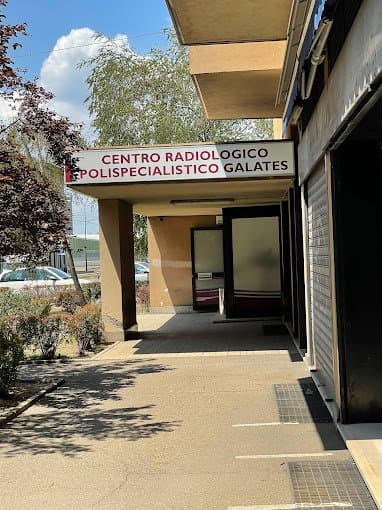 CENTRO RADIOLOGICO
POLISPECIALISTICO GALATES